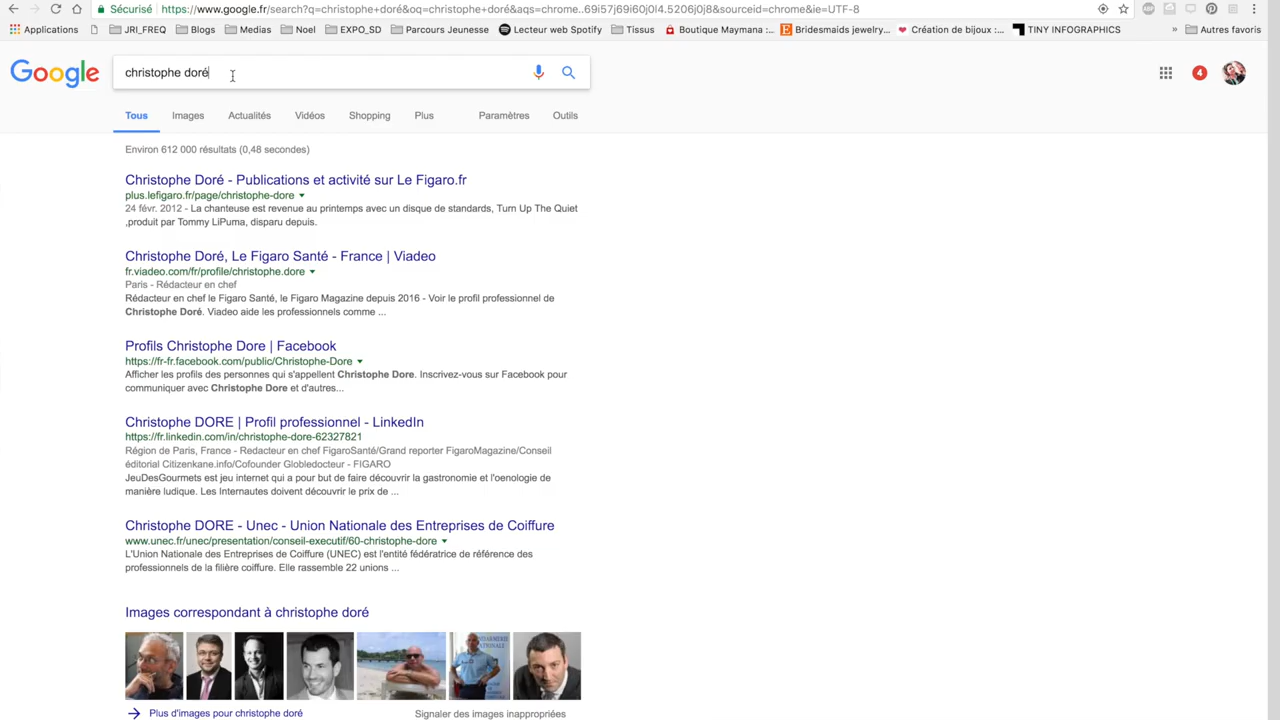 Sécurisé https://www.google.fr/search?q=christophe+doré&oq=christophe+doré&aqs=chrome..69i57j69i60j0l4.5206j0j8&sourceid=chrome&ie=UTF-8
Applications JRI_FREQ Blogs Medias Noel EXPO_SD Parcours Jeunesse Lecteur web Spotify Tissus Boutique Maymana :... Bridesmaids jewelry... Création de bijoux :... TINY INFOGRAPHICS » Autres favoris
Google christophe doré 4
Tous Images Actualités Vidéos Shopping Plus Paramètres Outils
Environ 612 000 résultats (0,48 secondes)
Christophe Doré - Publications et activité sur Le Figaro.fr
plus.lefigaro.fr/page/christophe-dore
24 févr. 2012 - La chanteuse est revenue au printemps avec un disque de standards, Turn Up The Quiet
,produit par Tommy LiPuma, disparu depuis.
Christophe Doré, Le Figaro Santé - France | Viadeo
fr.viadeo.com/fr/profile/christophe.dore
Paris - Rédacteur en chef
Rédacteur en chef le Figaro Santé, le Figaro Magazine depuis 2016 - Voir le profil professionnel de
Christophe Doré. Viadeo aide les professionnels comme ...
Profils Christophe Dore | Facebook
https://fr-fr.facebook.com/public/Christophe-Dore
Afficher les profils des personnes qui s'appellent Christophe Dore. Inscrivez-vous sur Facebook pour
communiquer avec Christophe Dore et d'autres...
Christophe DORE | Profil professionnel - LinkedIn
https://fr.linkedin.com/in/christophe-dore-62327821
Région de Paris, France - Redacteur en chef FigaroSanté/Grand reporter FigaroMagazine/Conseil
éditorial Citizenkane.info/Cofounder Globledocteur - FIGARO
JeuDesGourmets est jeu internet qui a pour but de faire découvrir la gastronomie et l'oenologie de
manière ludique. Les Internautes doivent découvrir le prix de ...
Christophe DORE - Unec - Union Nationale des Entreprises de Coiffure
www.unec.fr/unec/presentation/conseil-executif/60-christophe-dore
L'Union Nationale des Entreprises de Coiffure (UNEC) est l'entité fédératrice de référence des
professionnels de la filière coiffure. Elle rassemble 22 unions ...
Images correspondant à christophe doré
Plus d'images pour christophe doré Signaler des images inappropriées